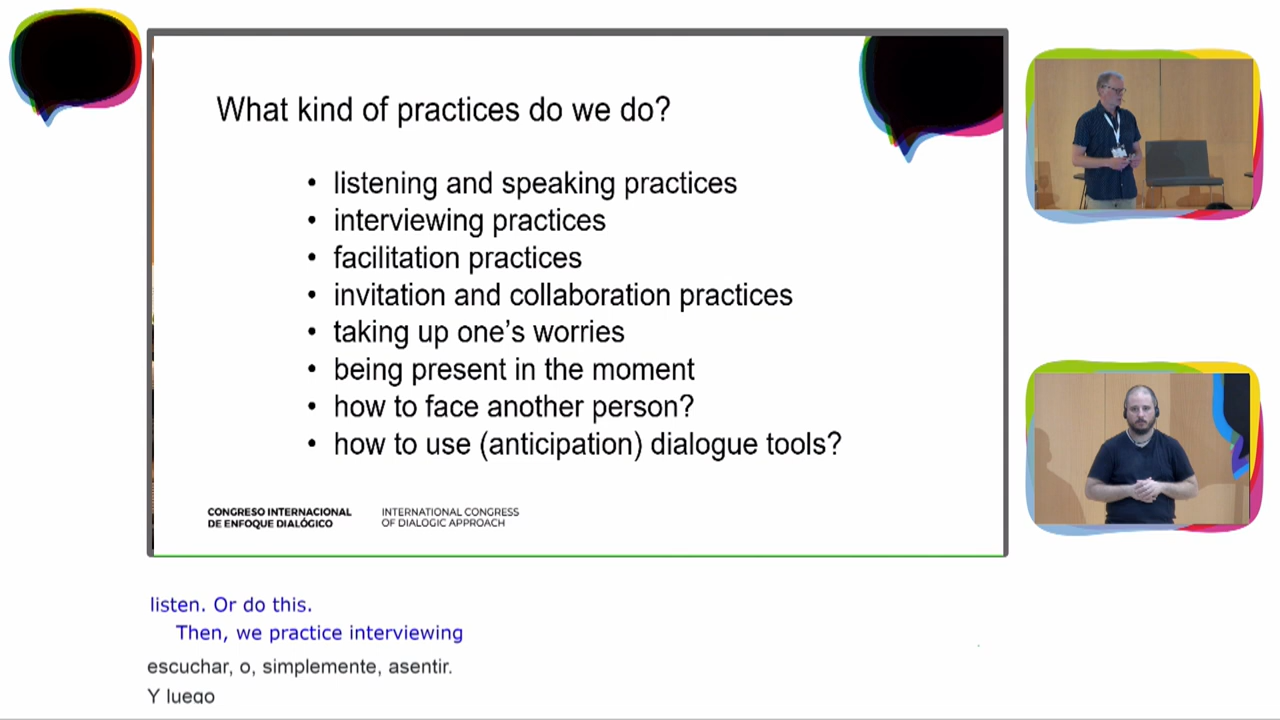 What kind of practices do we do?
• listening and speaking practices
• interviewing practices
• facilitation practices
• invitation and collaboration practices
• taking up one’s worries
• being present in the moment
• how to face another person?
• how to use (anticipation) dialogue tools?
CONGRESO INTERNACIONAL
DE ENFOQUE DIALÓGICO
INTERNATIONAL CONGRESS
OF DIALOGIC APPROACH
listen. Or do this.
Then, we practice interviewing
escuchar, o, simplemente, asentir.
Y luego